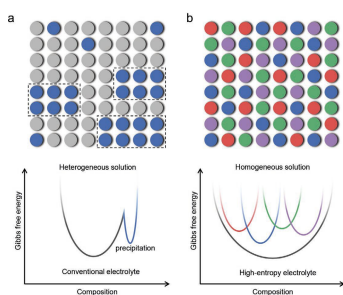 a
b
Heterogeneous solution
Homogeneous solution
Gibbs free energy
precipitation
Conventional electrolyte
Composition
Gibbs free energy
High-entropy electrolyte
Composition